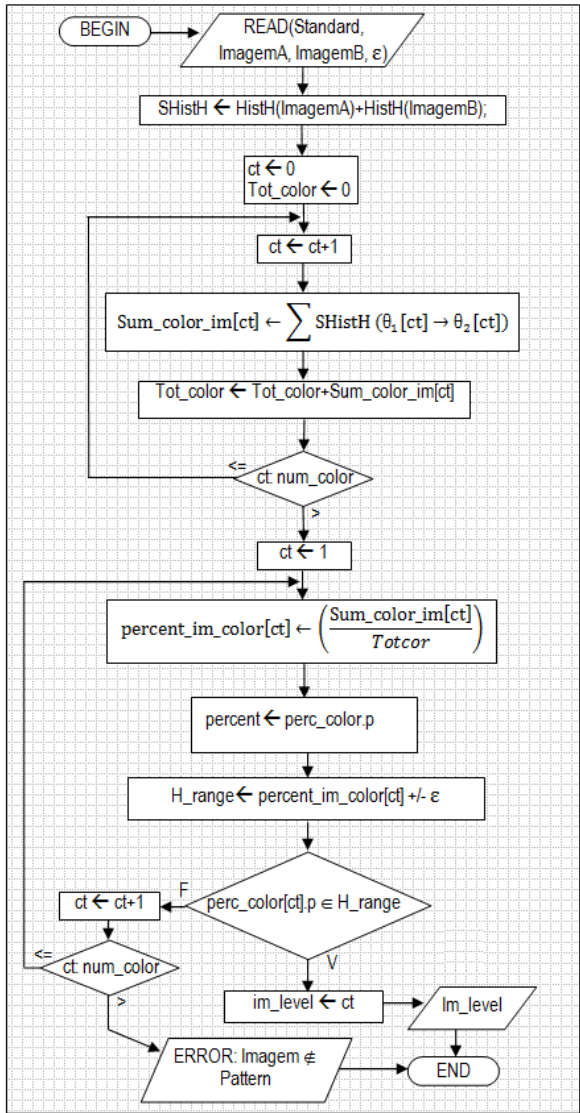 BEGIN
READ(Standard,
ImagemA, ImagemB, ε)
SHistH ← HistH(ImagemA)+HistH(ImagemB);
ct ← 0
Tot_color ← 0
ct ← ct+1
Sum_color_im[ct] ← ∑ SHistH (θ₁[ct] → θ₂[ct])
Tot_color ← Tot_color+Sum_color_im[ct]
<=
ct: num_color
>
ct ← 1
percent_im_color[ct] ← (Sum_color_im[ct] / Totcor)
percent ← perc_color.p
H_range ← percent_im_color[ct] +/- ε
perc_color[ct].p ∈ H_range
F
ct ← ct+1
<=
ct: num_color
>
V
im_level ← ct
Im_level
ERROR: Imagem ∉
Pattern
END